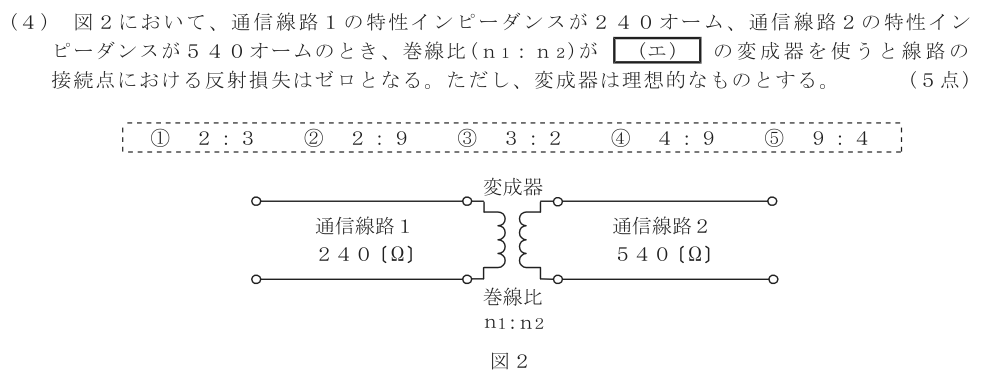 （４） 図２において、通信線路１の特性インピーダンスが２４０オーム、通信線路２の特性イン
ピーダンスが５４０オームのとき、巻線比(ｎ₁：ｎ₂)が （エ） の変成器を使うと線路の
接続点における反射損失はゼロとなる。ただし、変成器は理想的なものとする。 （５点）
① ２：３ ② ２：９ ③ ３：２ ④ ４：９ ⑤ ９：４
変成器
通信線路１ 通信線路２
２４０〔Ω〕 ５４０〔Ω〕
巻線比
ｎ₁：ｎ₂
図２